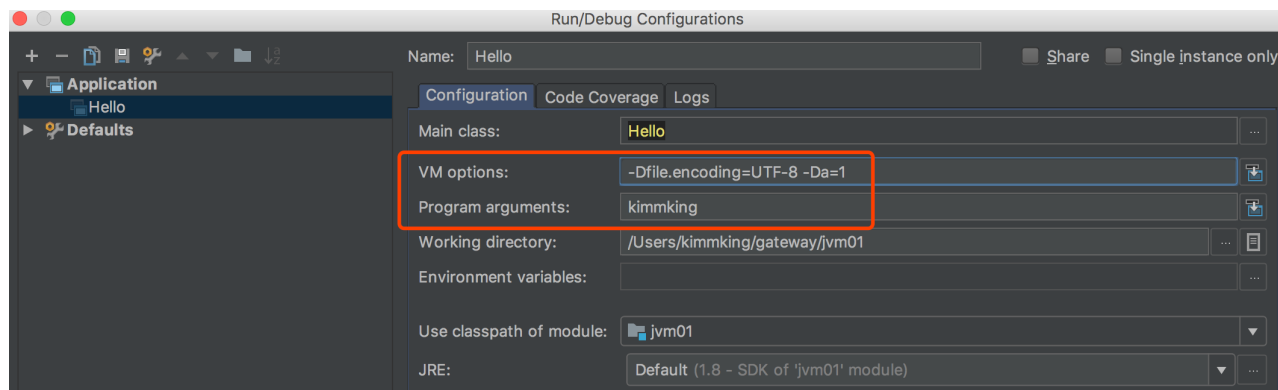 Run/Debug Configurations
Name: Hello Share Single instance only
Application
Hello
Defaults
Configuration Code Coverage Logs
Main class: Hello ...
VM options: -Dfile.encoding=UTF-8 -Da=1
Program arguments: kimmking
Working directory: /Users/kimmking/gateway/jvm01 ...
Environment variables: ...
Use classpath of module: jvm01
JRE: Default (1.8 - SDK of 'jvm01' module) ...